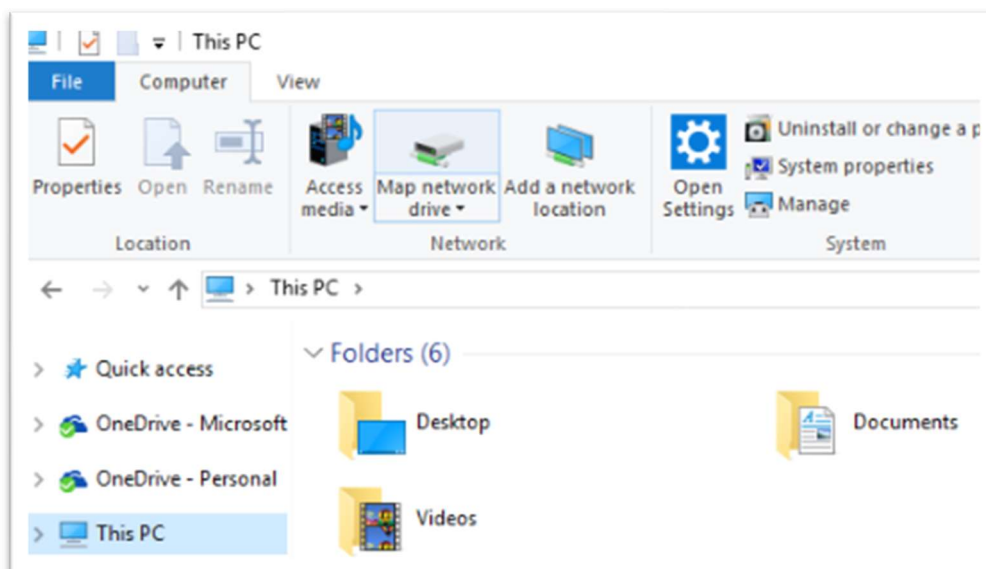 This PC
File Computer View
Properties Open Rename Access media Map network drive Add a network location Open Settings
Uninstall or change a p
System properties
Manage
Location Network System
This PC
Folders (6)
Quick access
OneDrive - Microsoft
OneDrive - Personal
This PC
Desktop Documents
Videos